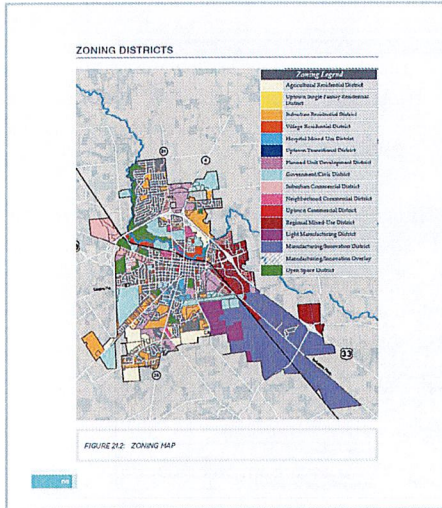 ZONING DISTRICTS
Zoning Legend
Agricultural Residential District
Uptown Single Family Residential
District
Suburban Residential District
Village Residential District
Hospital Mixed-Use District
Uptown Transitional District
Planned Unit Development District
Government/Civic District
Suburban Commercial District
Neighborhood Commercial District
Uptown Commercial District
Regional Mixed-Use District
Light Manufacturing District
Manufacturing/Innovation District
Manufacturing/Innovation Overlay
Open Space District
31
4
33
FIGURE 21.2: ZONING MAP